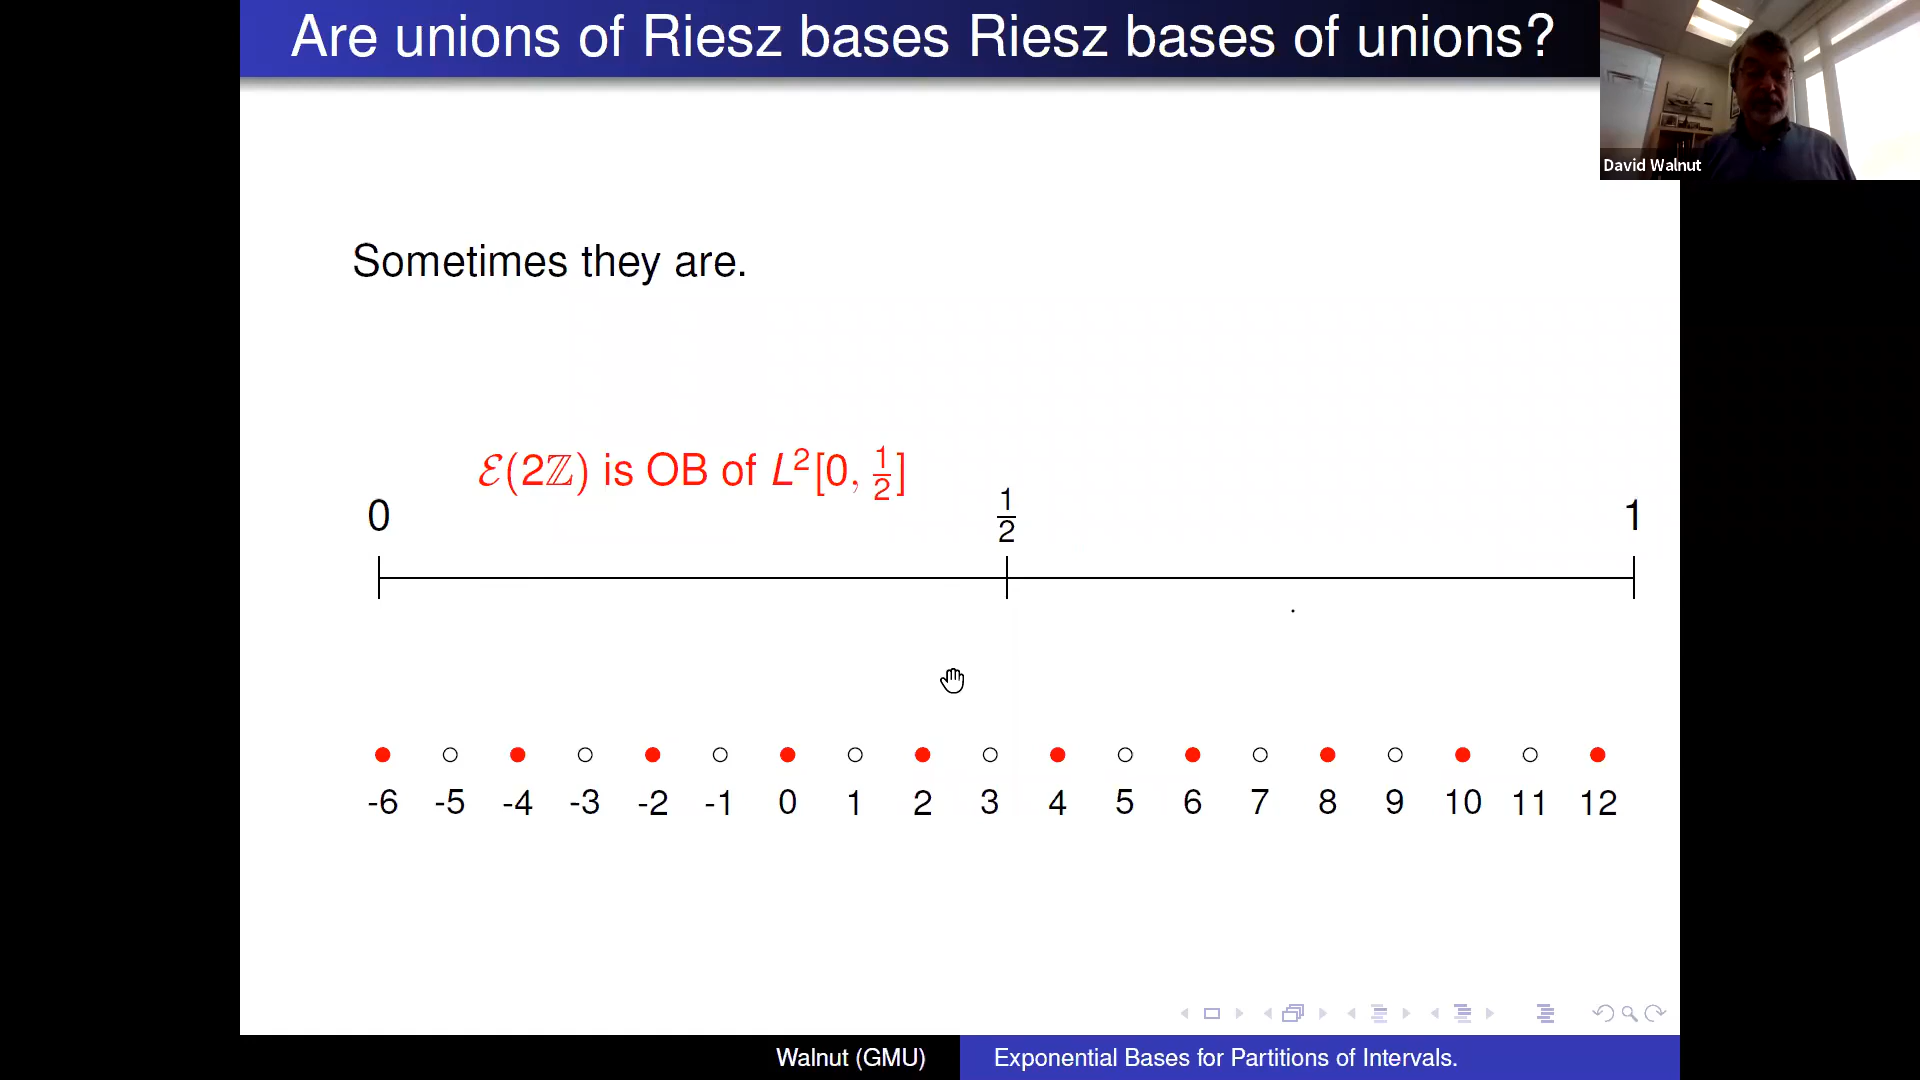 Are unions of Riesz bases Riesz bases of unions?
David Walnut
Sometimes they are.
ℰ(2ℤ) is OB of L²[0, 1/2]
0 1/2 1
-6 -5 -4 -3 -2 -1 0 1 2 3 4 5 6 7 8 9 10 11 12
Walnut (GMU) Exponential Bases for Partitions of Intervals.